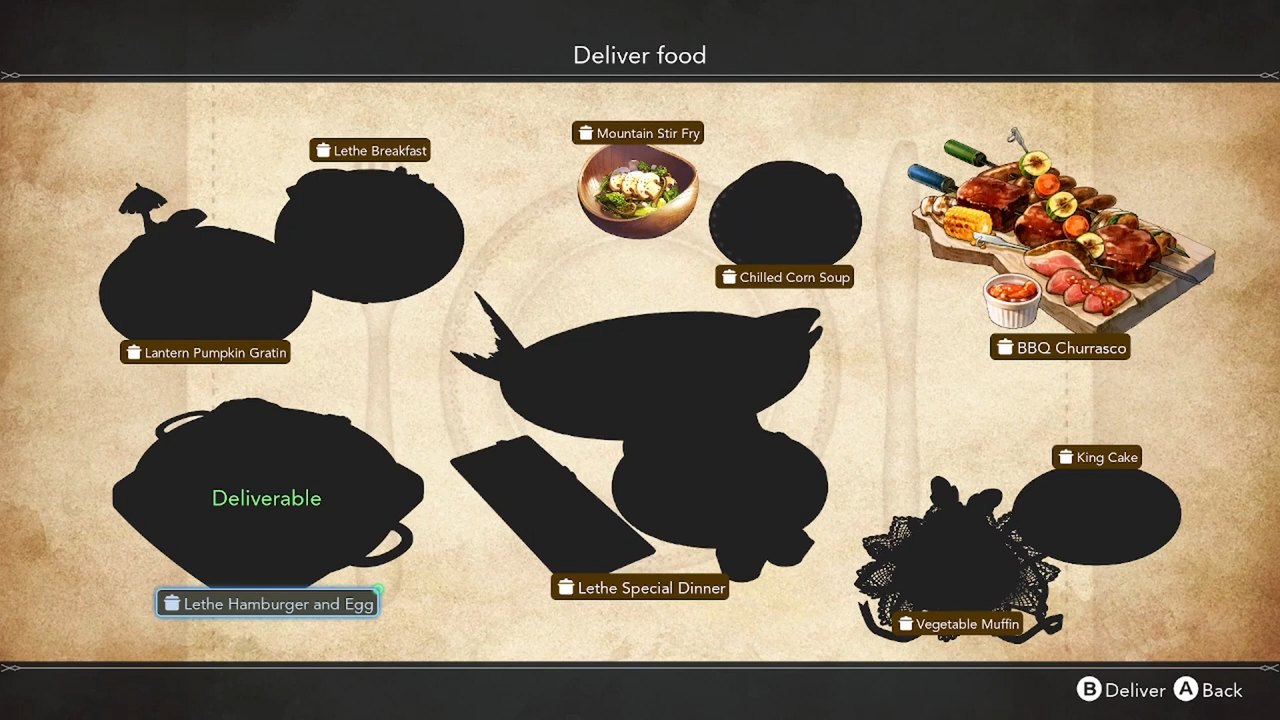 Deliver food
Lethe Breakfast
Mountain Stir Fry
Chilled Corn Soup
Lantern Pumpkin Gratin
BBQ Churrasco
Deliverable
King Cake
Lethe Hamburger and Egg
Lethe Special Dinner
Vegetable Muffin
B Deliver A Back